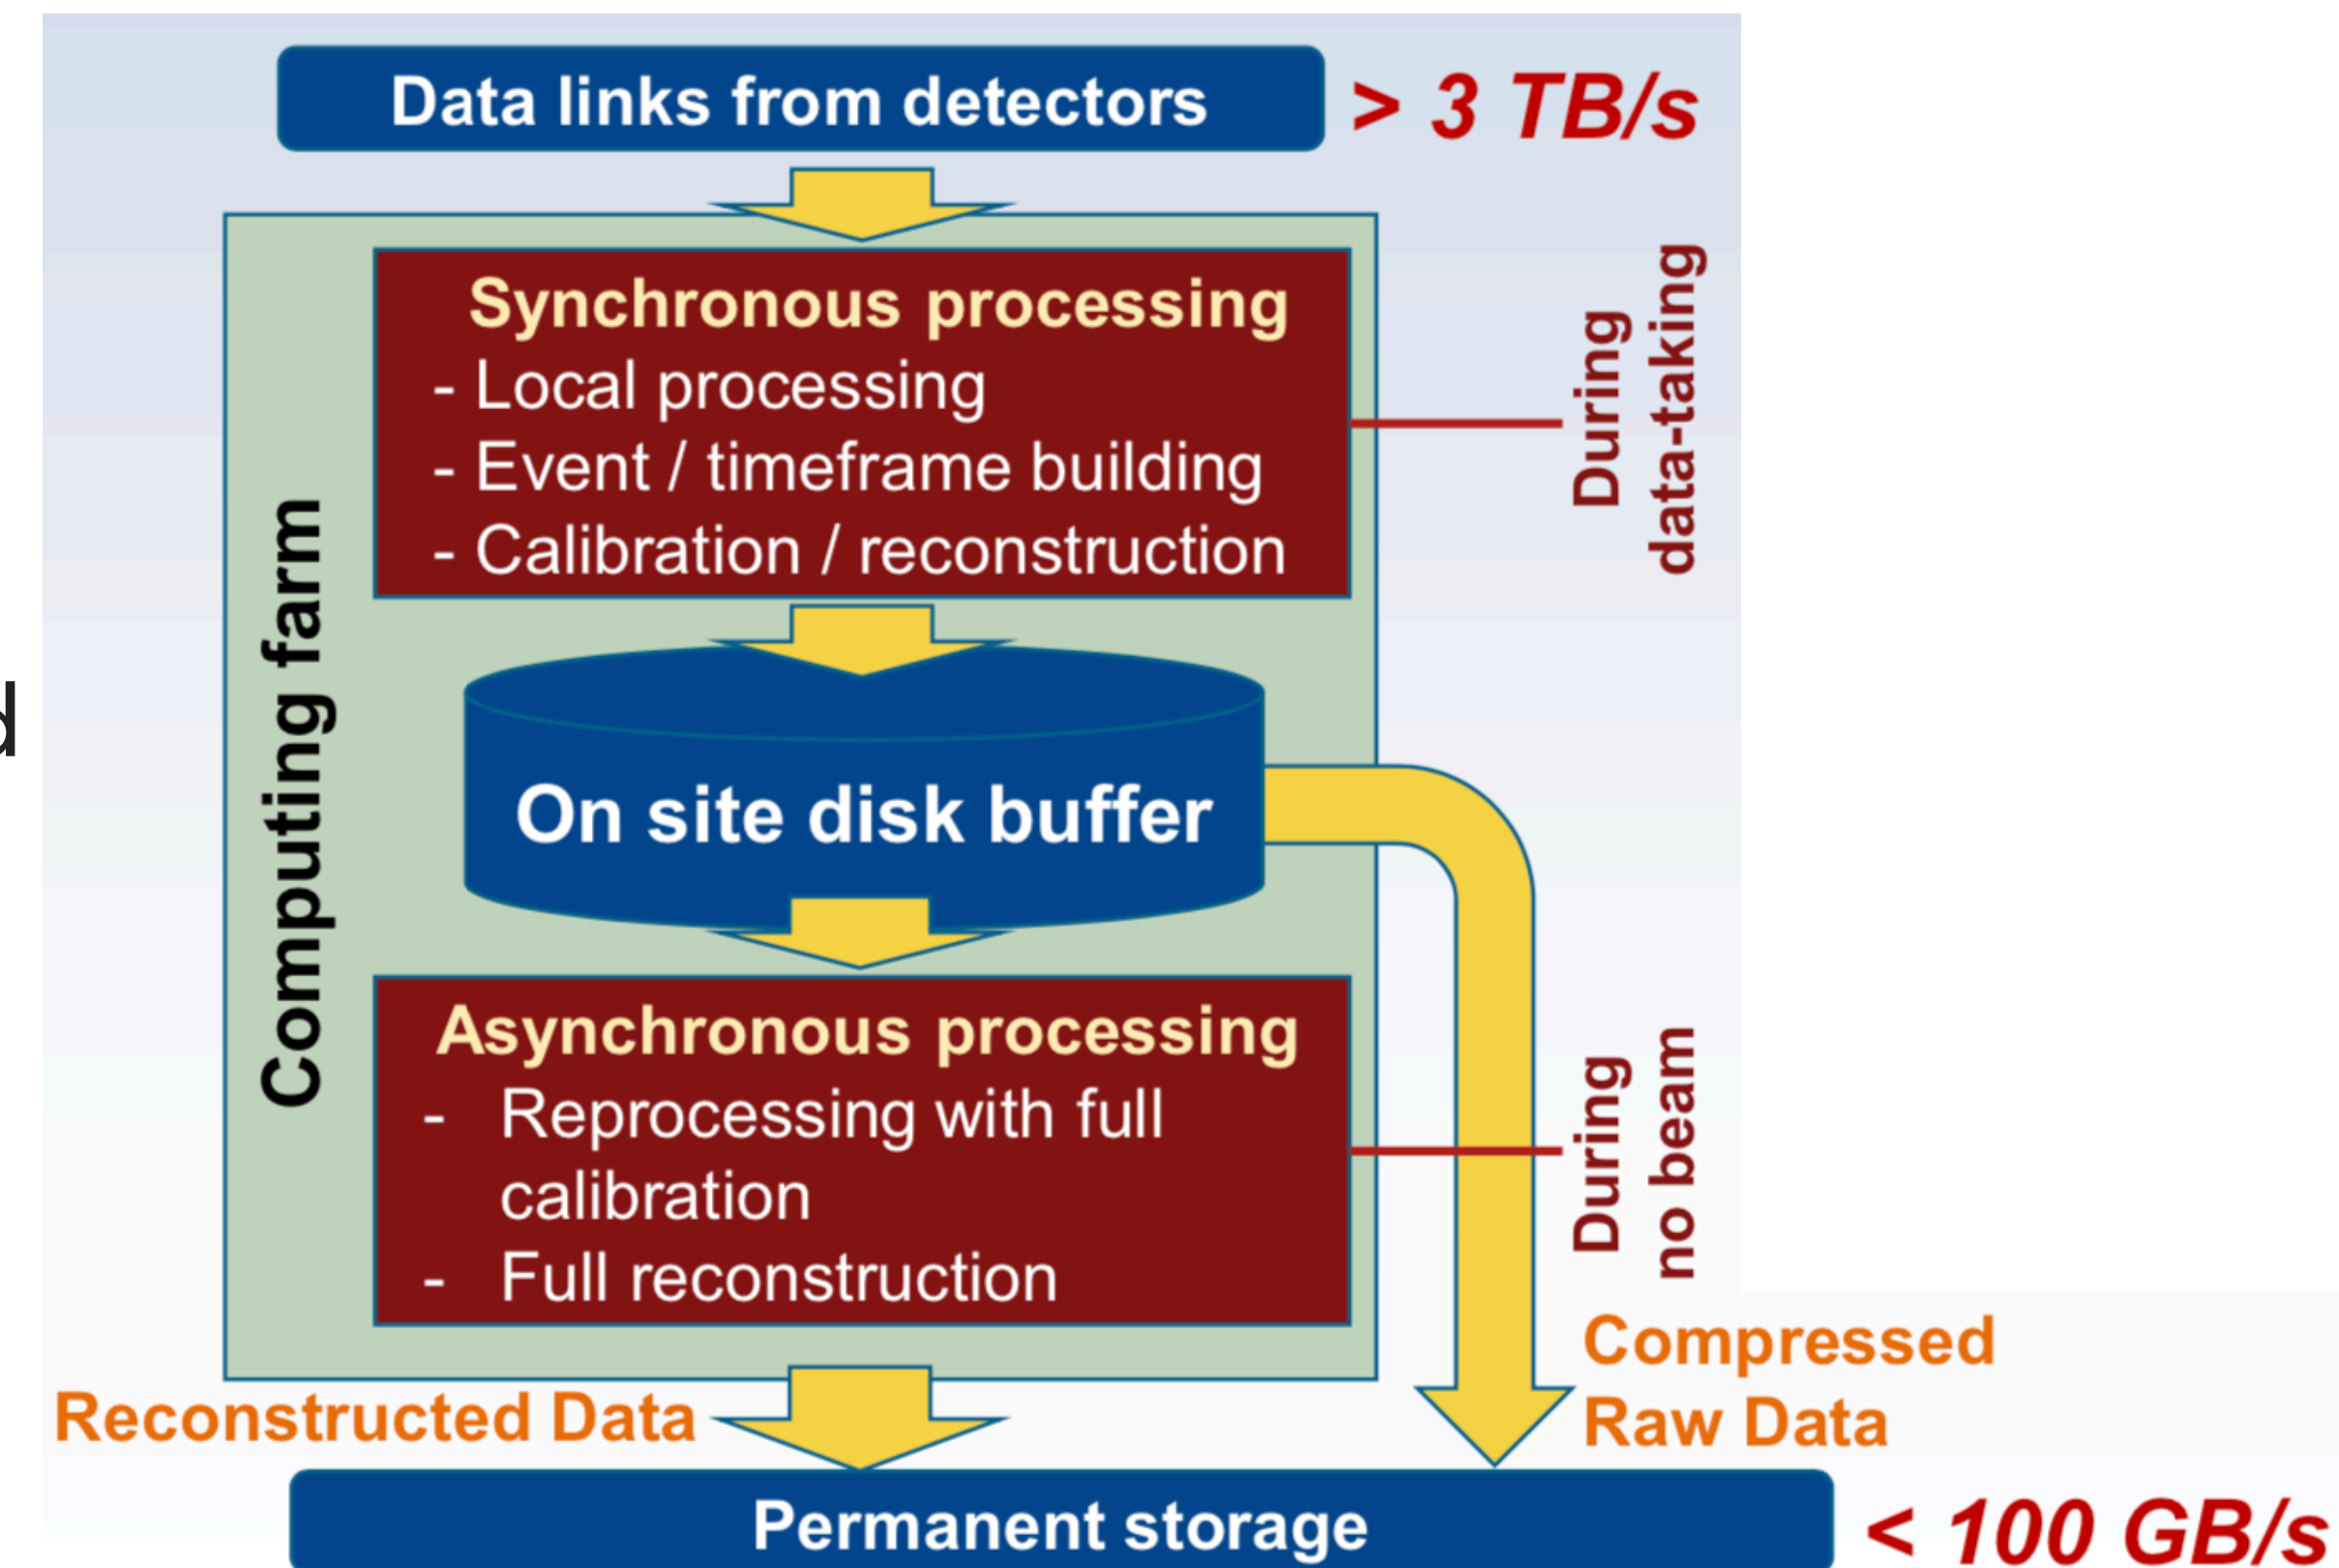 Data links from detectors
> 3 TB/s
Computing farm
Synchronous processing
- Local processing
- Event / timeframe building
- Calibration / reconstruction
During
data-taking
d
On site disk buffer
Asynchronous processing
- Reprocessing with full
calibration
- Full reconstruction
During
no beam
Reconstructed Data
Compressed
Raw Data
Permanent storage
< 100 GB/s